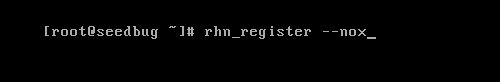 [root@seedbug ~]# rhn_register --nox_